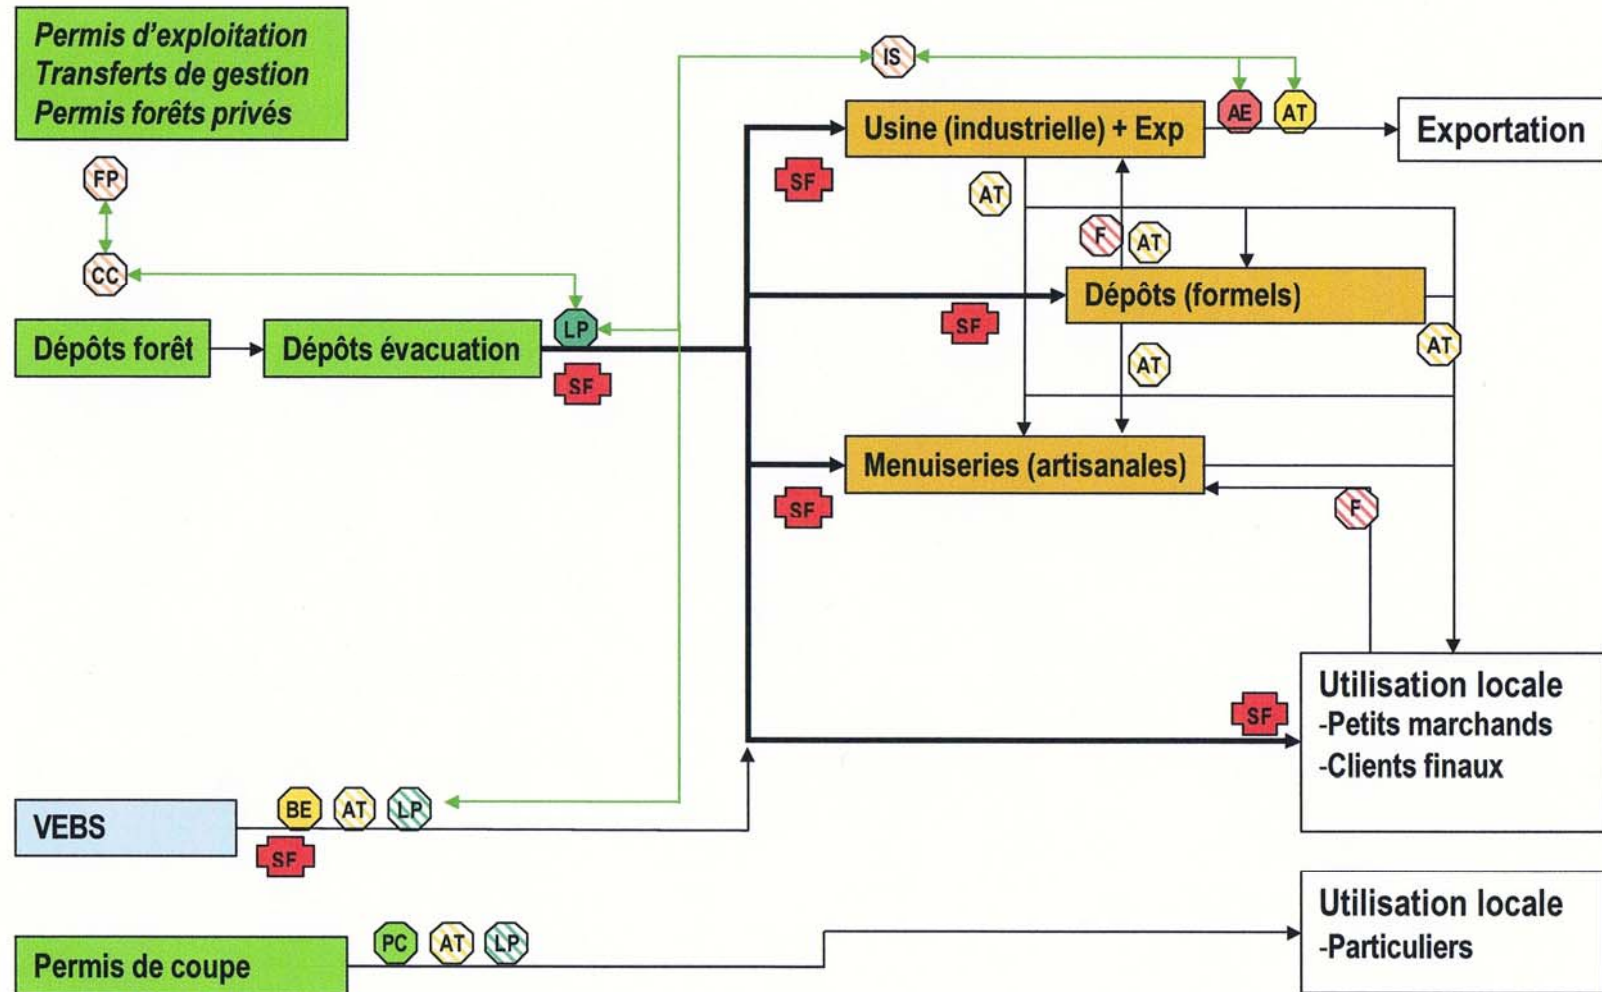 Permis d'exploitation
Transferts de gestion
Permis forêts privés
IS
AE
AT
Usine (industrielle) + Exp
Exportation
FP
SF
AT
F
AT
CC
Dépôts (formels)
LP
SF
AT
AT
Dépôts forêt
Dépôts évacuation
SF
Menuiseries (artisanales)
SF
F
Utilisation locale
-Petits marchands
-Clients finaux
SF
VEBS
BE
AT
LP
SF
Utilisation locale
-Particuliers
PC
AT
LP
Permis de coupe